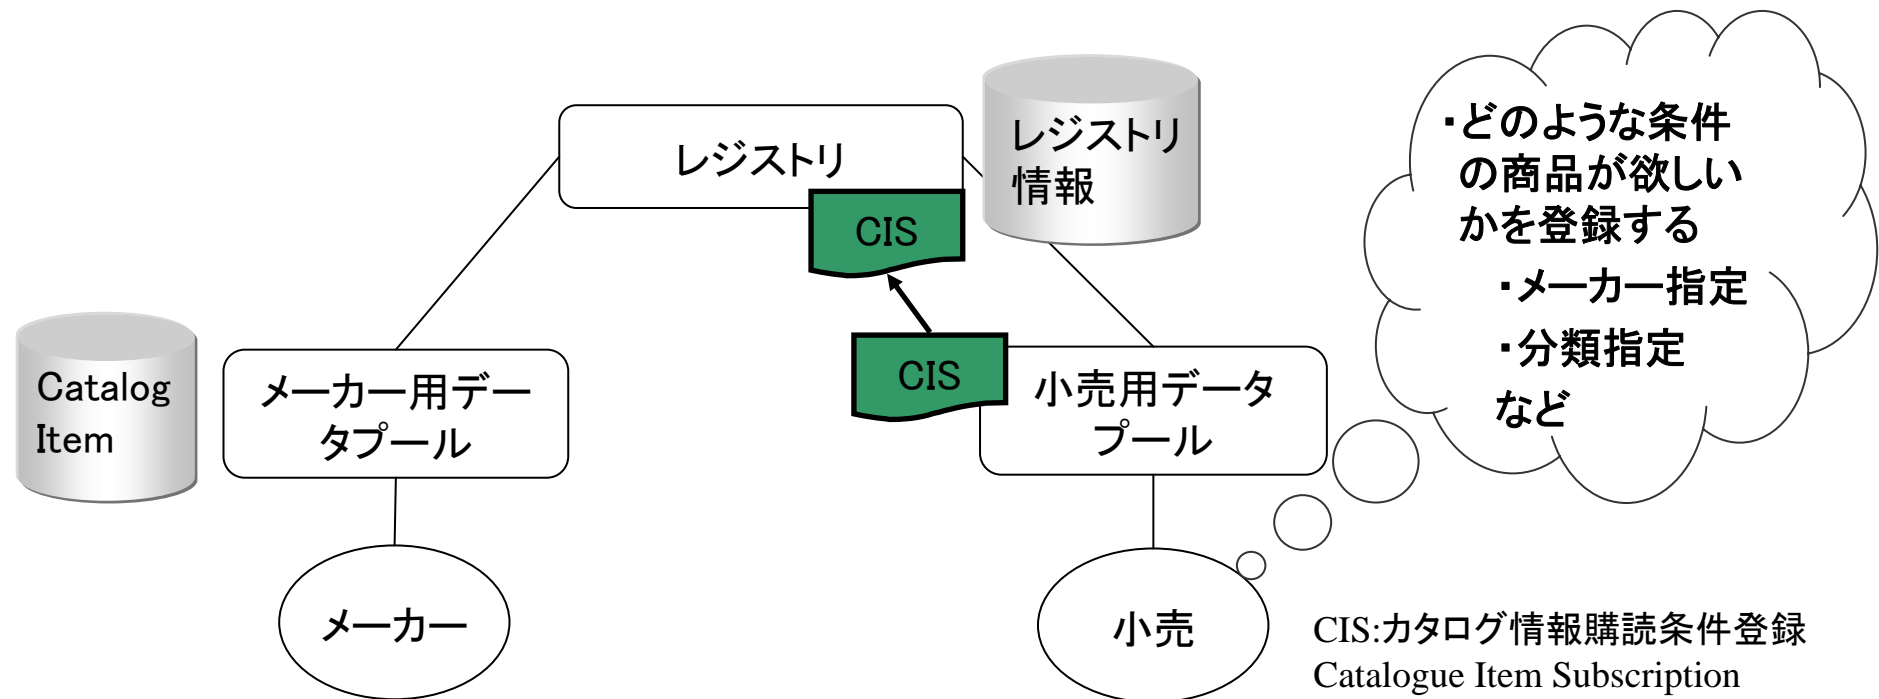 レジストリ
レジストリ
情報
CIS
CIS
・どのような条件
の商品が欲しい
かを登録する
・メーカー指定
・分類指定
など
Catalog
Item
メーカー用デー
タプール
小売用データ
プール
メーカー
小売
CIS:カタログ情報購読条件登録
Catalogue Item Subscription